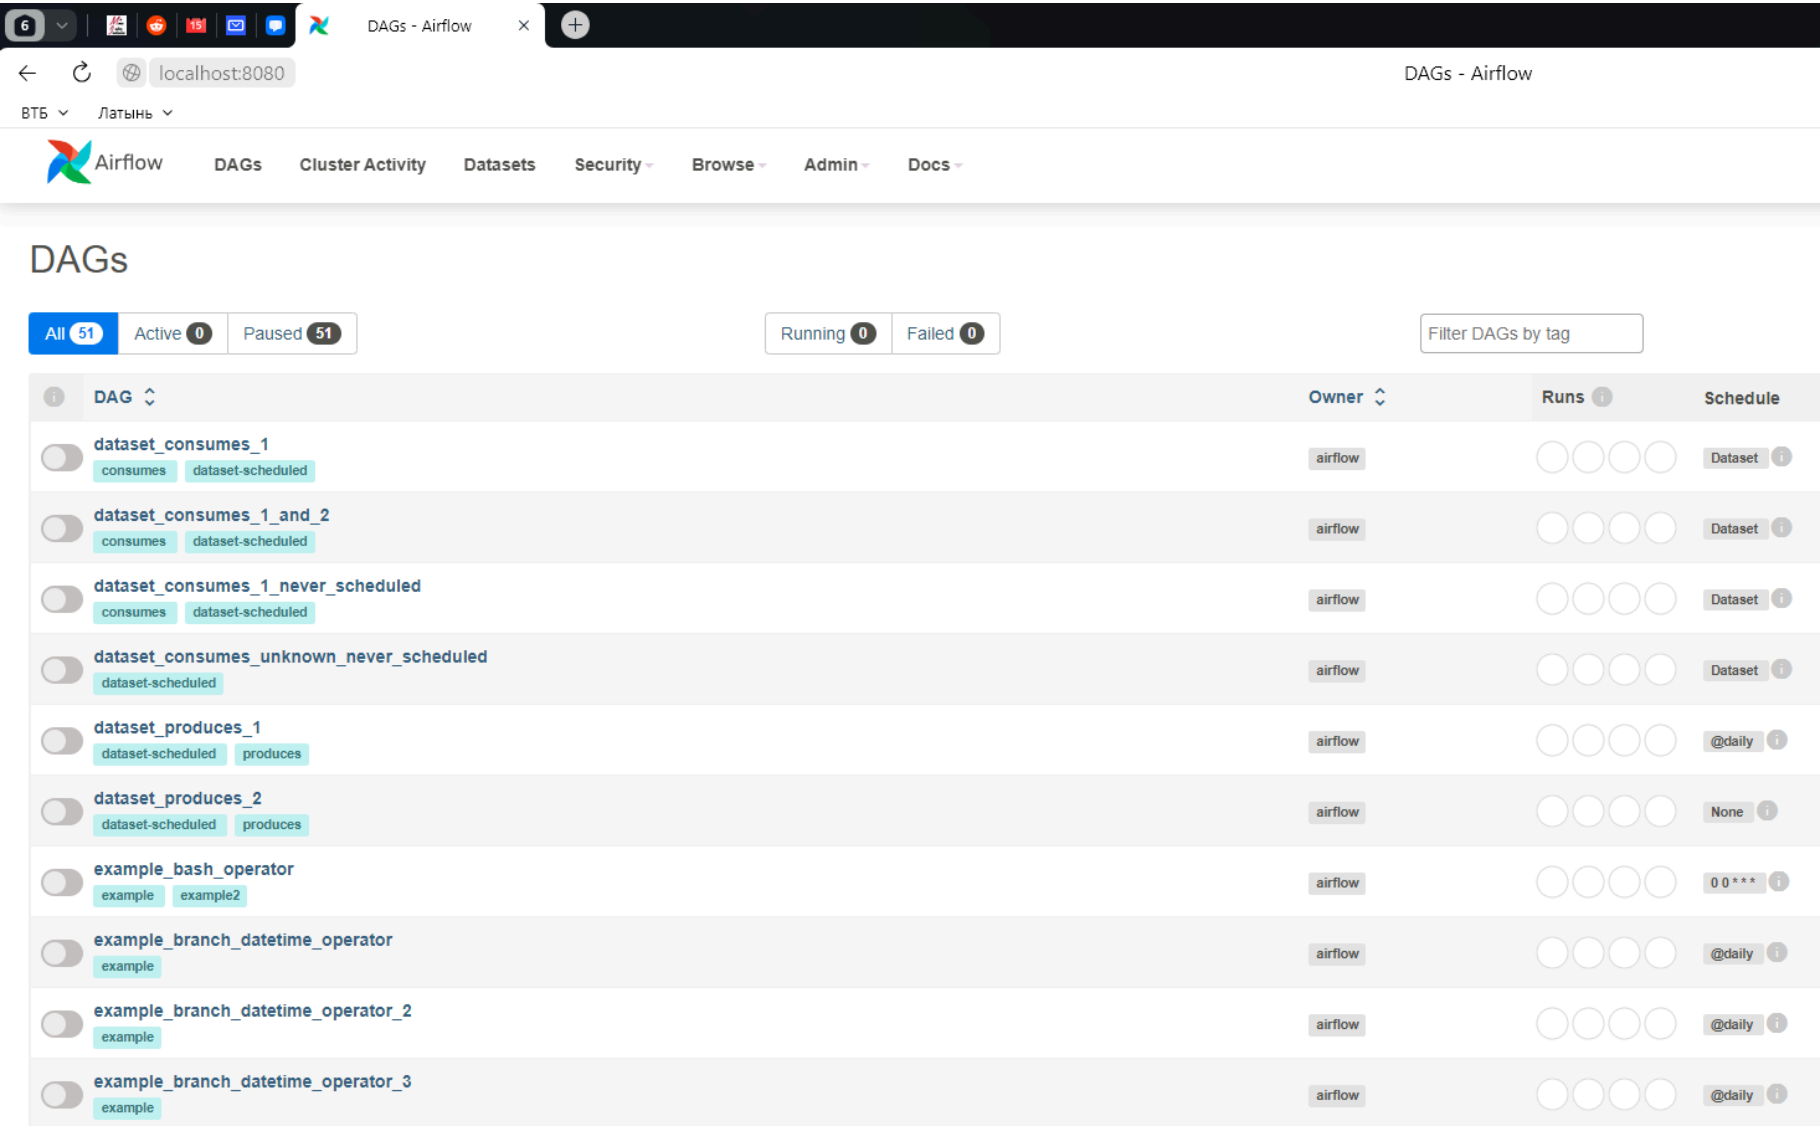 6 15 DAGs - Airflow
localhost:8080 DAGs - Airflow
ВТБ Латынь
Airflow DAGs Cluster Activity Datasets Security Browse Admin Docs
DAGs
All 51 Active 0 Paused 51 Running 0 Failed 0 Filter DAGs by tag
i DAG Owner Runs i Schedule
dataset_consumes_1
consumes dataset-scheduled airflow Dataset i
dataset_consumes_1_and_2
consumes dataset-scheduled airflow Dataset i
dataset_consumes_1_never_scheduled
consumes dataset-scheduled airflow Dataset i
dataset_consumes_unknown_never_scheduled
dataset-scheduled airflow Dataset i
dataset_produces_1
dataset-scheduled produces airflow @daily i
dataset_produces_2
dataset-scheduled produces airflow None i
example_bash_operator
example example2 airflow 0 0 * * * i
example_branch_datetime_operator
example airflow @daily i
example_branch_datetime_operator_2
example airflow @daily i
example_branch_datetime_operator_3
example airflow @daily i